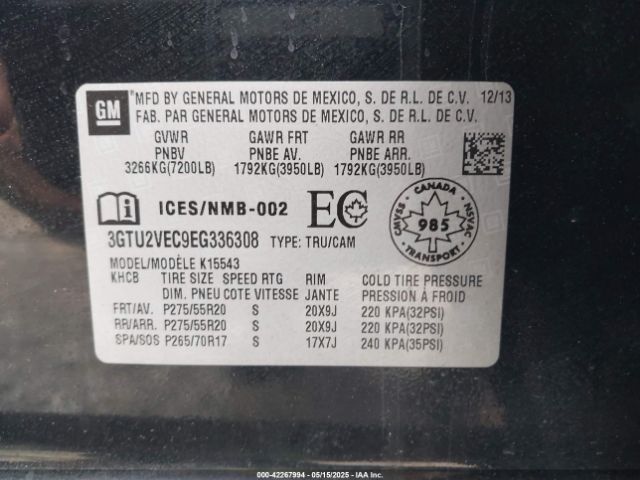 GM
MFD BY GENERAL MOTORS DE MEXICO, S. DE R.L. DE C.V. 12/13
FAB. PAR GENERAL MOTORS DE MEXICO, S. DE R.L. DE C.V.
GVWR GAWR FRT GAWR RR
PNBV PNBE AV. PNBE ARR.
3266KG(7200LB) 1792KG(3950LB) 1792KG(3950LB)
i ICES/NMB-002 EC
CANADA
CMVSS 985 NSVAC
TRANSPORT
3GTU2VEC9EG336308 TYPE: TRU/CAM
MODEL/MODÈLE K15543
KHCB TIRE SIZE SPEED RTG RIM COLD TIRE PRESSURE
DIM. PNEU COTE VITESSE JANTE PRESSION À FROID
FRT/AV. P275/55R20 S 20X9J 220 KPA(32PSI)
RR/ARR. P275/55R20 S 20X9J 220 KPA(32PSI)
SPA/SOS P265/70R17 S 17X7J 240 KPA(35PSI)
000-42267994 - 05/15/2025 - IAA Inc.